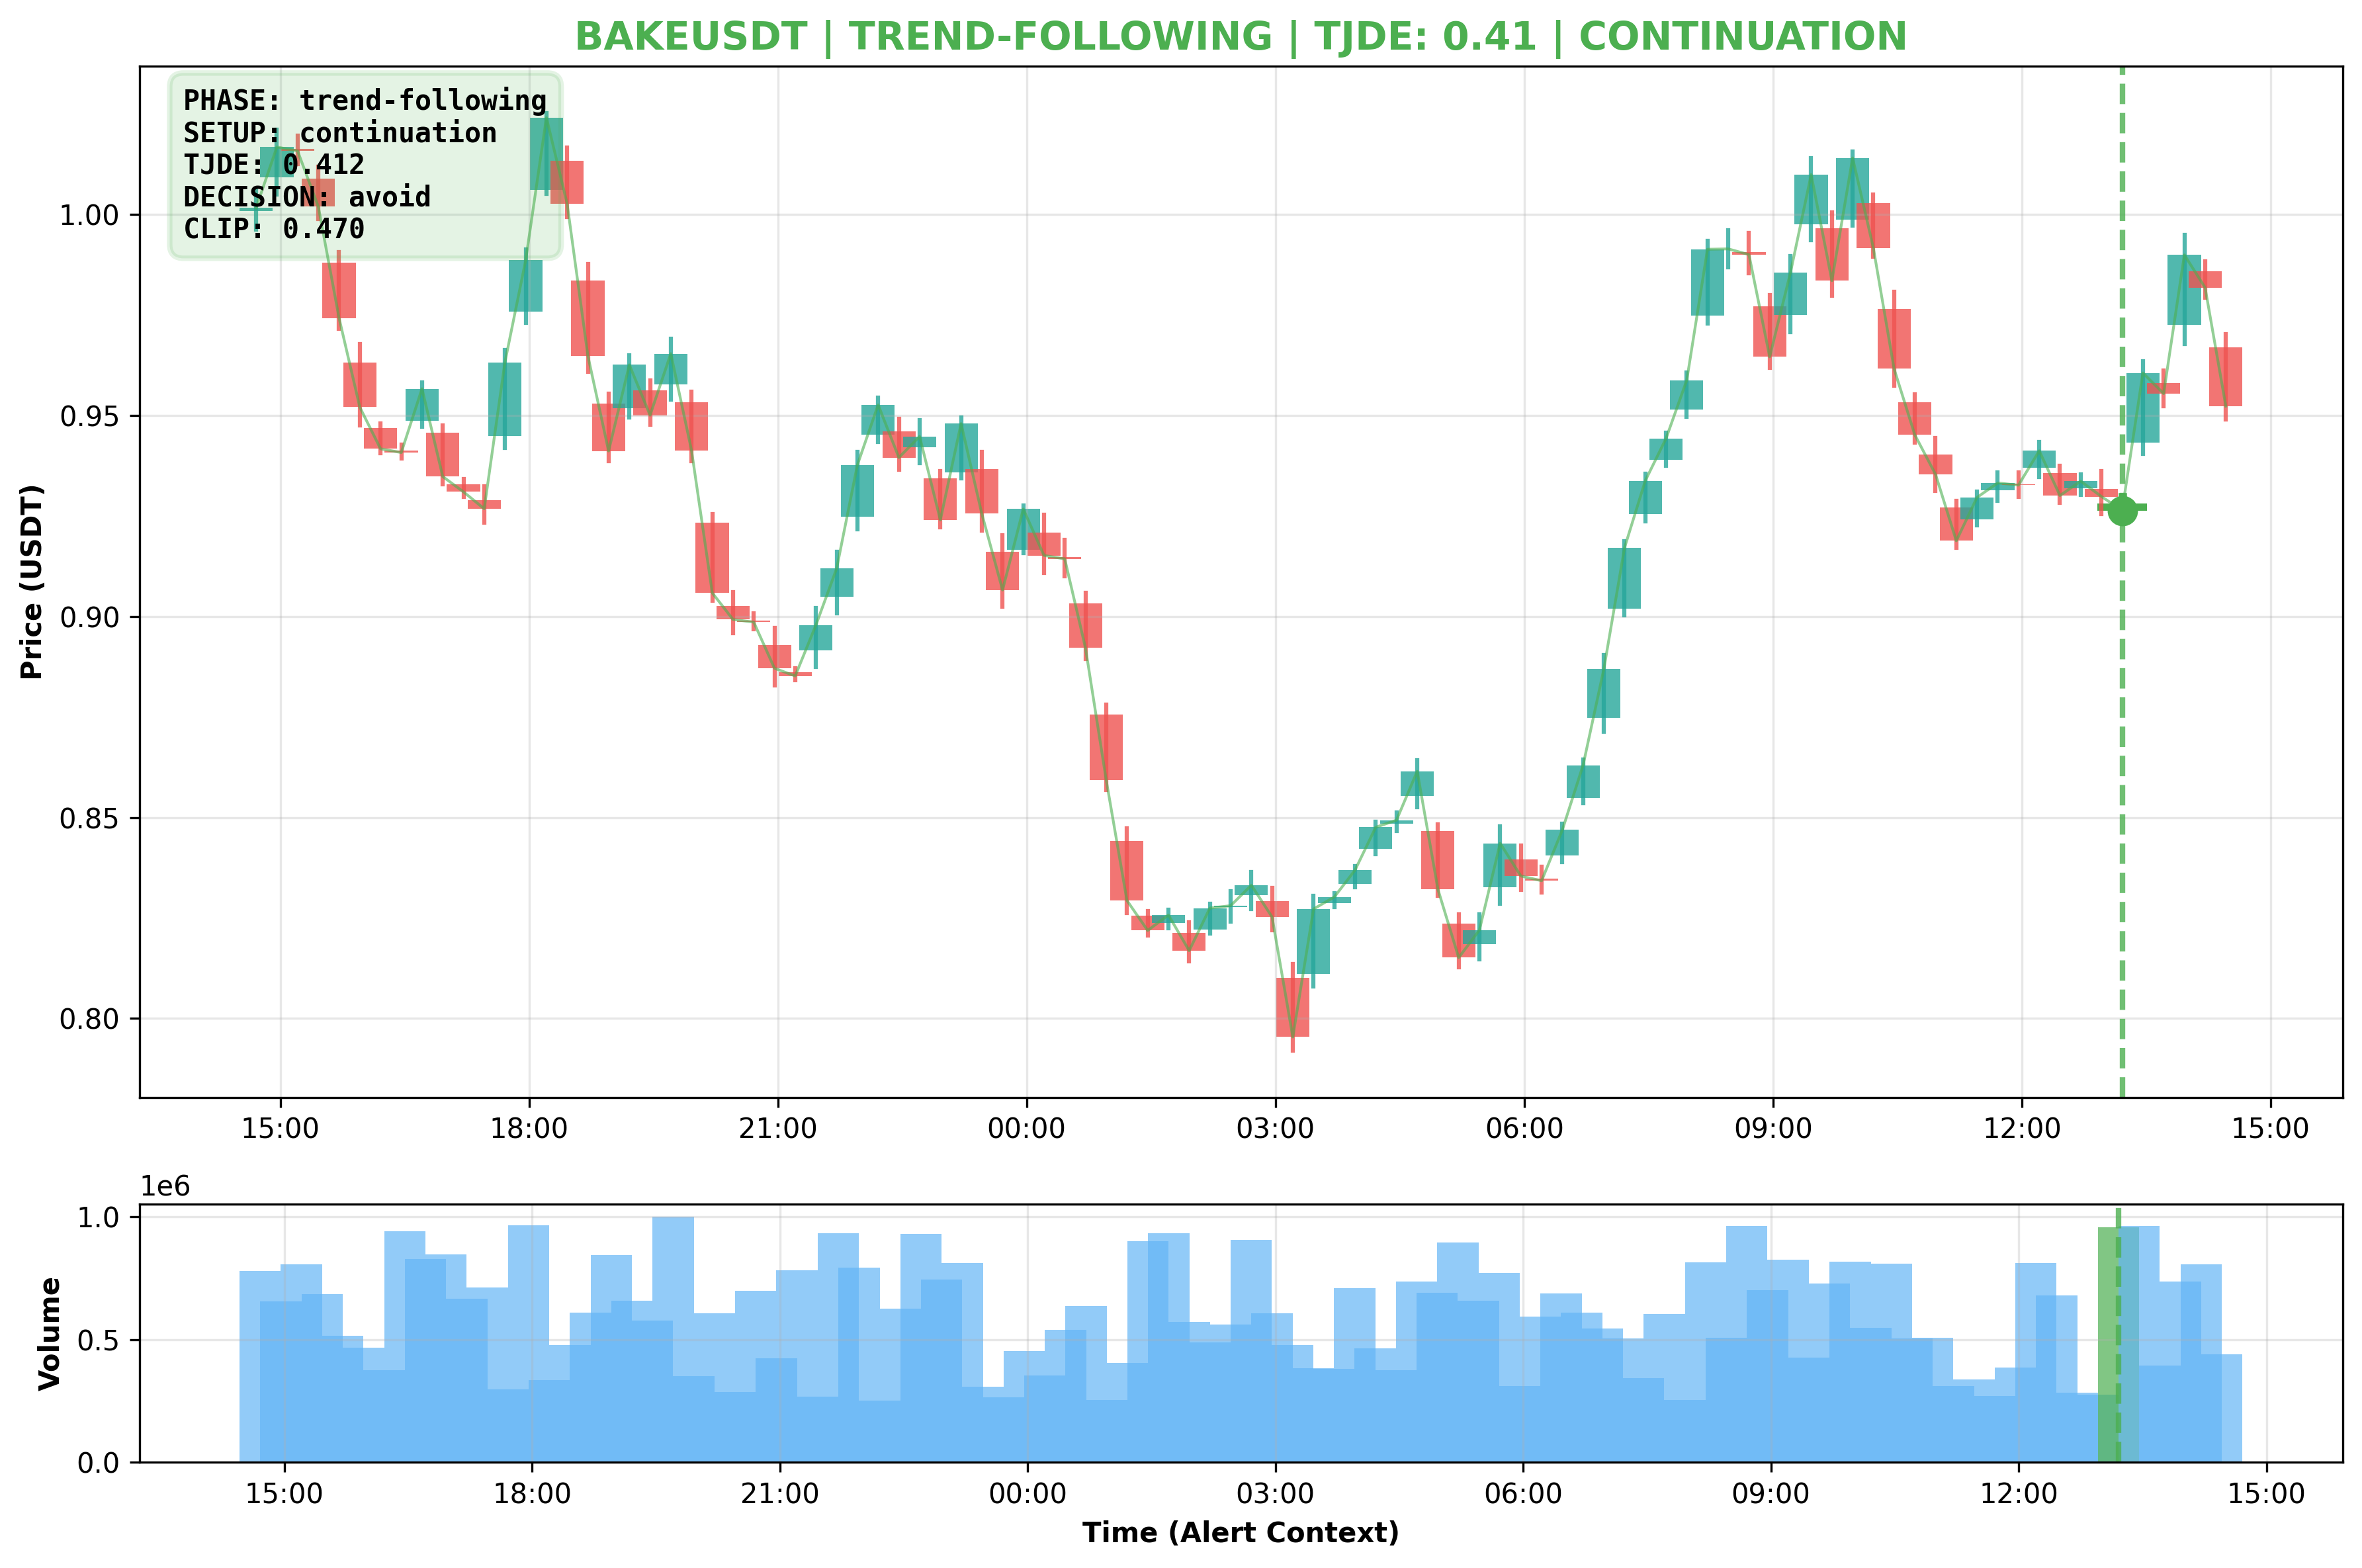 BAKEUSDT | TREND-FOLLOWING | TJDE: 0.41 | CONTINUATION
PHASE: trend-following
SETUP: continuation
TJDE: 0.412
DECISION: avoid
CLIP: 0.470
Price (USDT)
1.00
0.95
0.90
0.85
0.80
15:00 18:00 21:00 00:00 03:00 06:00 09:00 12:00 15:00
1e6
Volume
1.0
0.5
0.0
15:00 18:00 21:00 00:00 03:00 06:00 09:00 12:00 15:00
Time (Alert Context)